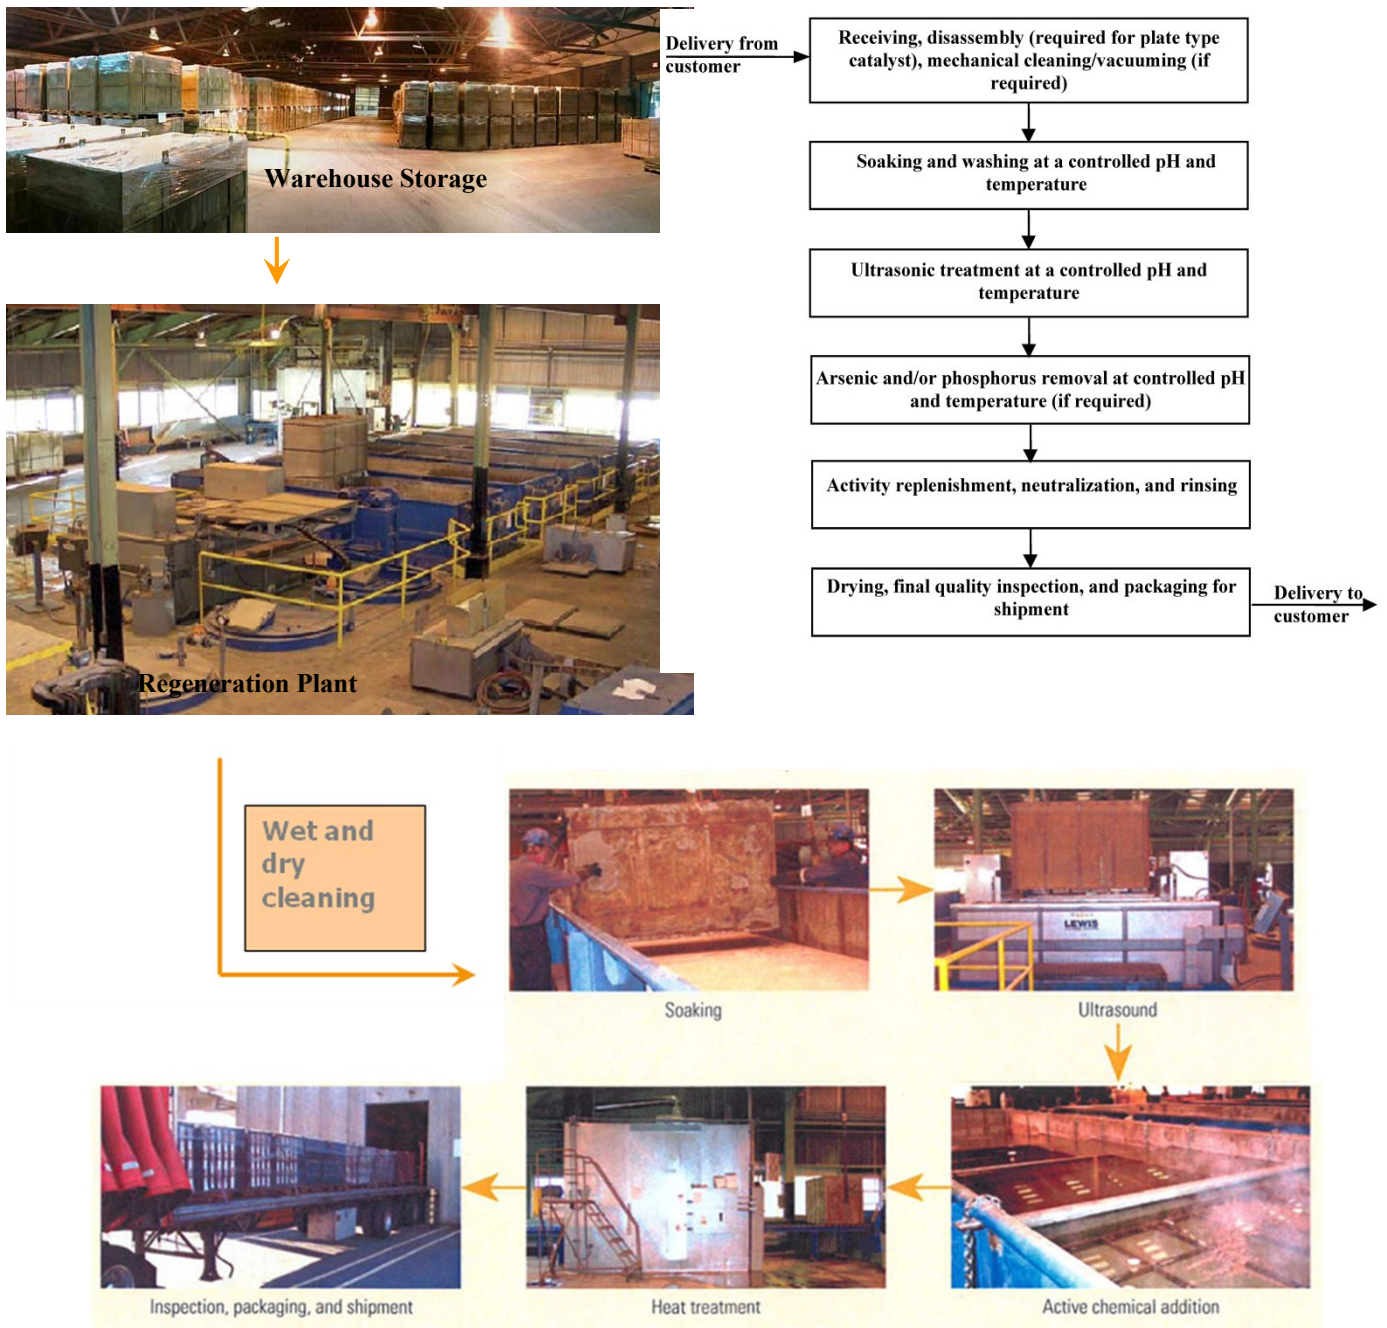 Warehouse Storage
Regeneration Plant
Delivery from
customer
Receiving, disassembly (required for plate type
catalyst), mechanical cleaning/vacuuming (if
required)
Soaking and washing at a controlled pH and
temperature
Ultrasonic treatment at a controlled pH and
temperature
Arsenic and/or phosphorus removal at controlled pH
and temperature (if required)
Activity replenishment, neutralization, and rinsing
Drying, final quality inspection, and packaging for
shipment
Delivery to
customer
Wet and
dry
cleaning
LEWIS
Soaking
Ultrasound
Inspection, packaging, and shipment
Heat treatment
Active chemical addition